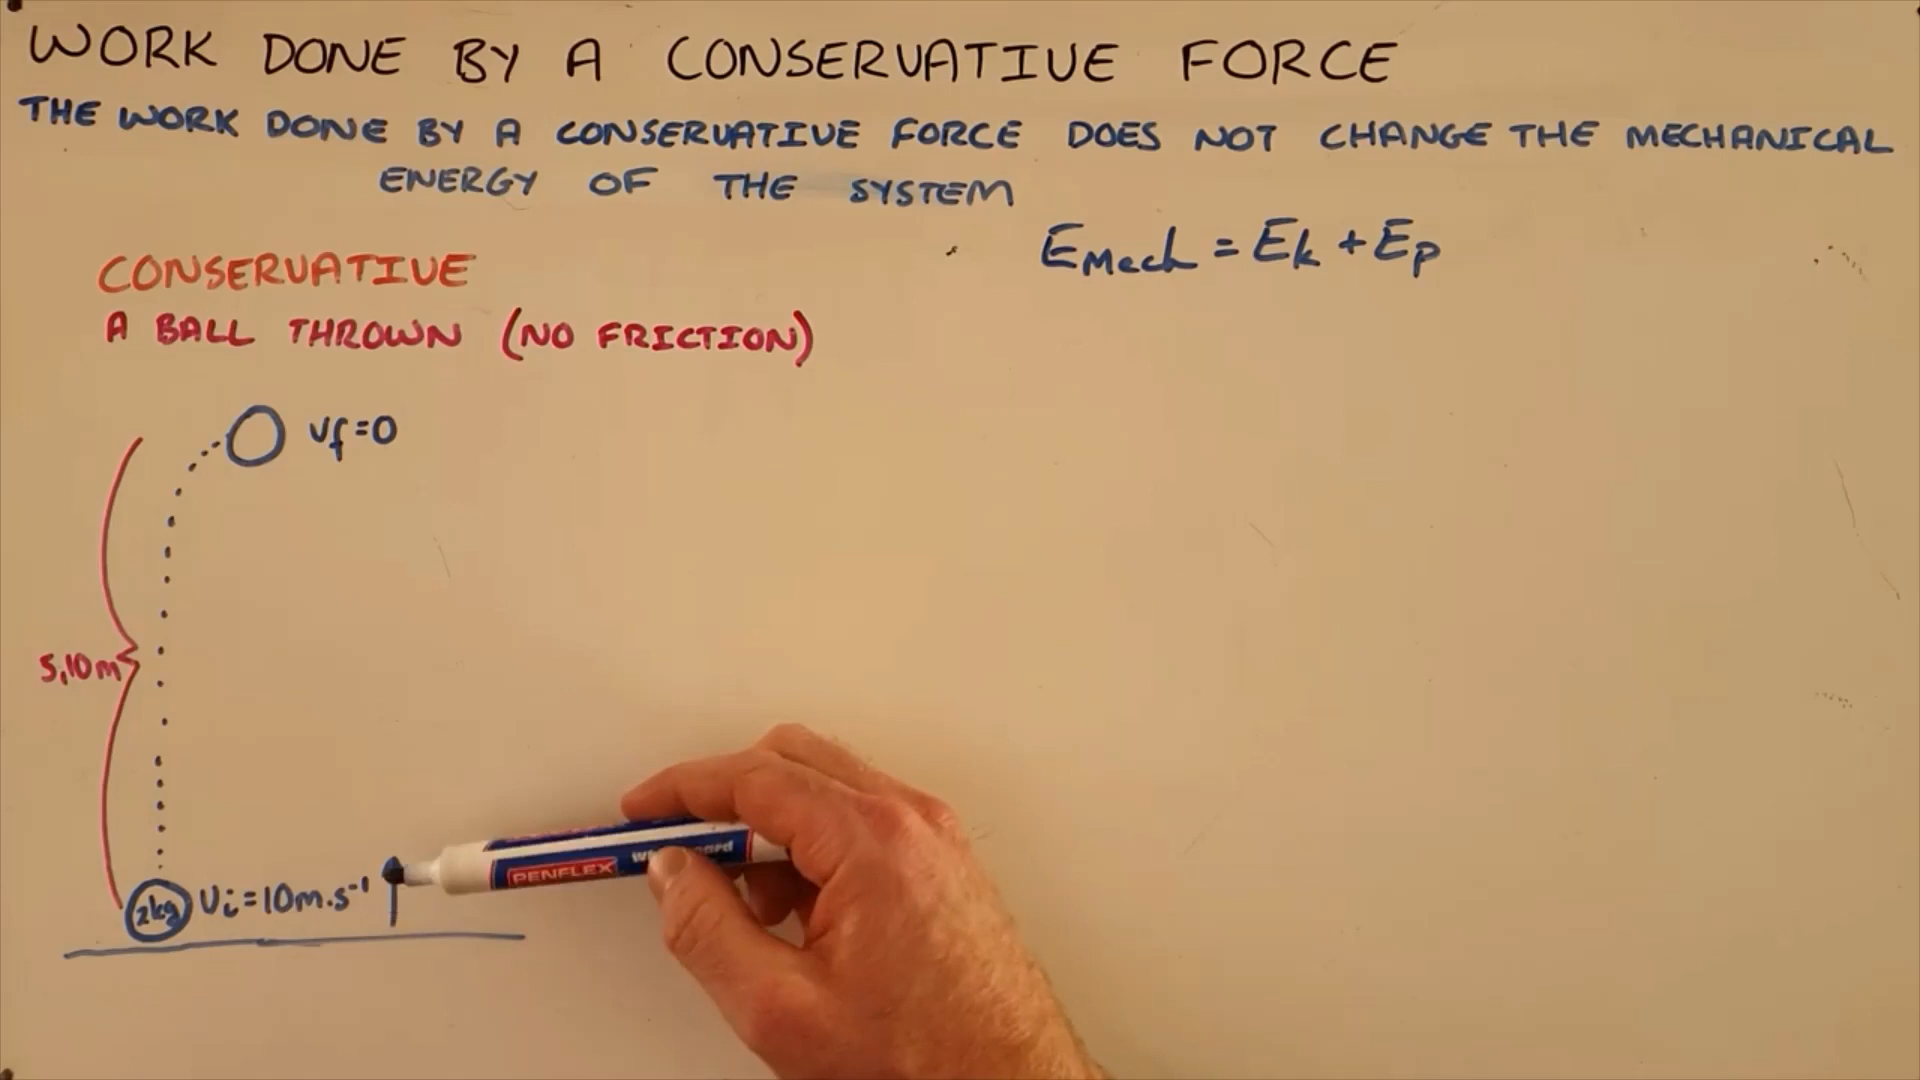 WORK DONE BY A CONSERVATIVE FORCE
THE WORK DONE BY A CONSERVATIVE FORCE DOES NOT CHANGE THE MECHANICAL
ENERGY OF THE SYSTEM
EMech = Ek + Ep
CONSERVATIVE
A BALL THROWN (NO FRICTION)
vf=0
5,10m
2kg vi=10m.s⁻¹
PENFLEX